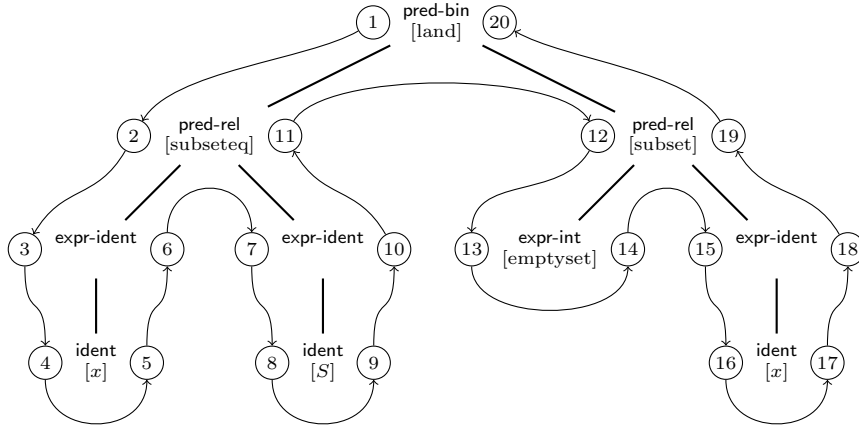 1 pred-bin 20
[land]
2 pred-rel 11 12 pred-rel 19
[subseteq] [subset]
3 expr-ident 6 7 expr-ident 10 13 expr-int 14 15 expr-ident 18
[emptyset]
4 ident 5 8 ident 9 16 ident 17
[x] [S] [x]